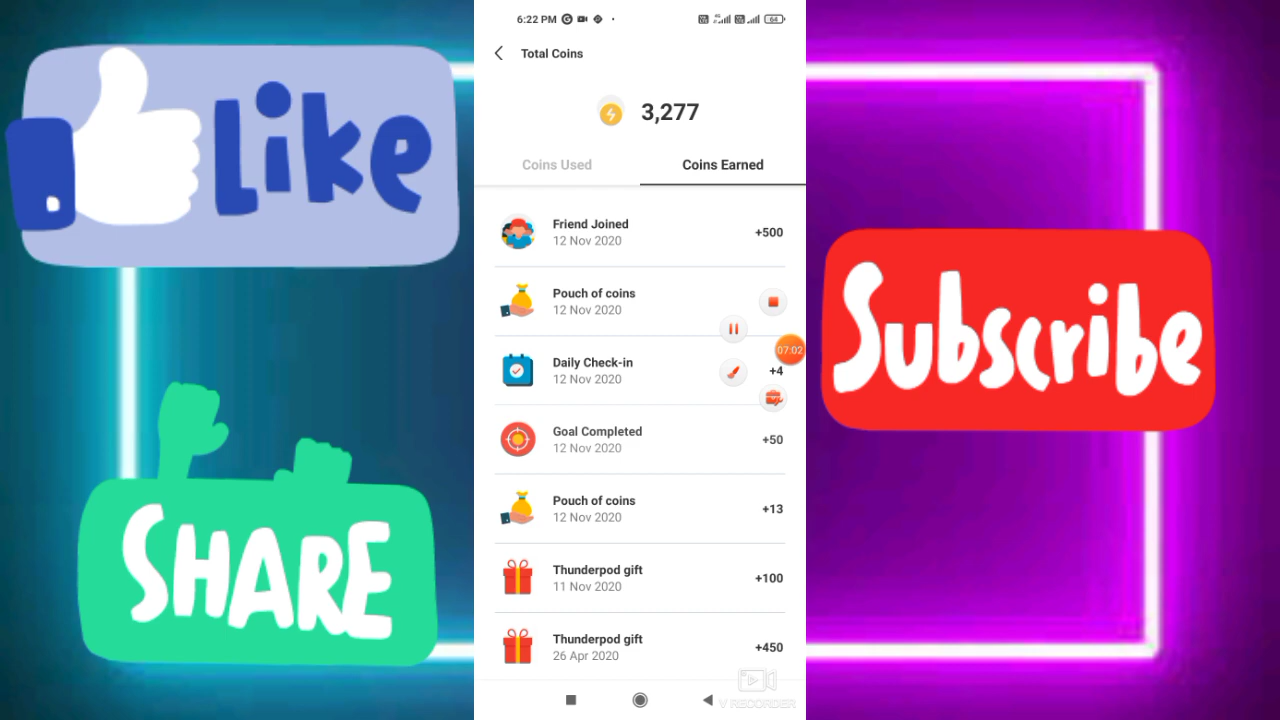 Like
SHARE
6:22 PM
64
Total Coins
3,277
Coins Used
Coins Earned
Friend Joined
12 Nov 2020
+500
Pouch of coins
12 Nov 2020
07:02
Daily Check-in
12 Nov 2020
+4
Goal Completed
12 Nov 2020
+50
Pouch of coins
12 Nov 2020
+13
Thunderpod gift
11 Nov 2020
+100
Thunderpod gift
26 Apr 2020
+450
V RECORDER
Subscribe